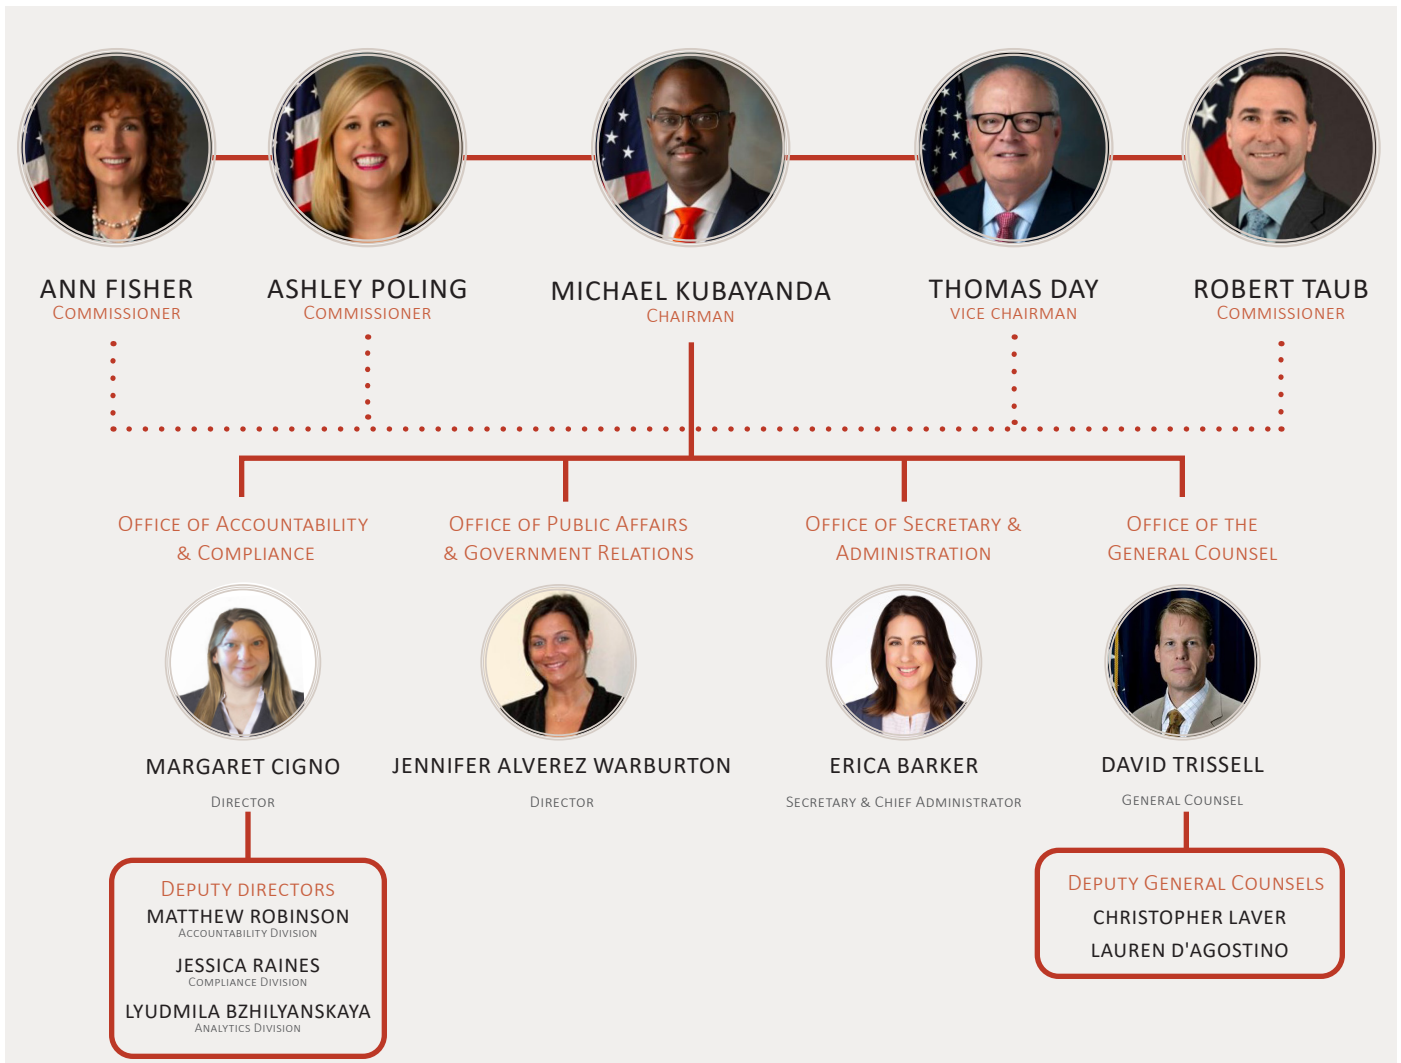 ANN FISHER
COMMISSIONER
ASHLEY POLING
COMMISSIONER
MICHAEL KUBAYANDA
CHAIRMAN
THOMAS DAY
VICE CHAIRMAN
ROBERT TAUB
COMMISSIONER
OFFICE OF ACCOUNTABILITY
& COMPLIANCE
OFFICE OF PUBLIC AFFAIRS
& GOVERNMENT RELATIONS
OFFICE OF SECRETARY &
ADMINISTRATION
OFFICE OF THE
GENERAL COUNSEL
MARGARET CIGNO
DIRECTOR
JENNIFER ALVEREZ WARBURTON
DIRECTOR
ERICA BARKER
SECRETARY & CHIEF ADMINISTRATOR
DAVID TRISSELL
GENERAL COUNSEL
DEPUTY DIRECTORS
MATTHEW ROBINSON
ACCOUNTABILITY DIVISION
JESSICA RAINES
COMPLIANCE DIVISION
LYUDMILA BZHILYANSKAYA
ANALYTICS DIVISION
DEPUTY GENERAL COUNSELS
CHRISTOPHER LAVER
LAUREN D'AGOSTINO